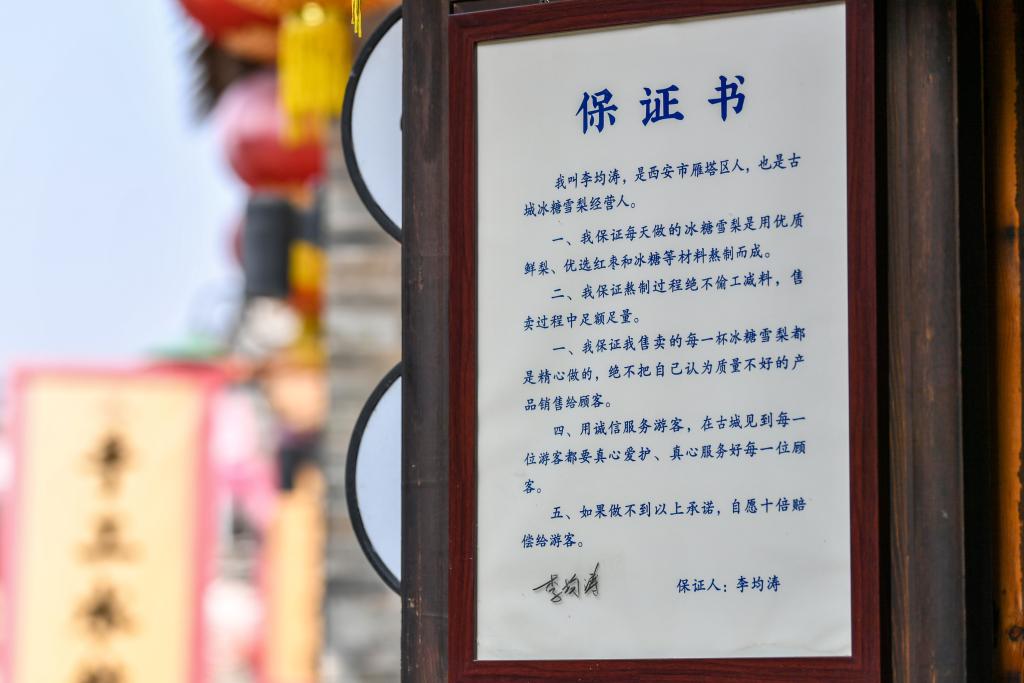 保证书
我叫李均涛，是西安市雁塔区人，也是古
城冰糖雪梨经营人。
一、我保证每天做的冰糖雪梨是用优质
鲜梨、优选红枣和冰糖等材料熬制而成。
二、我保证熬制过程绝不偷工减料，售
卖过程中足额足量。
一、我保证我售卖的每一杯冰糖雪梨都
是精心做的，绝不把自己认为质量不好的产
品销售给顾客。
四、用诚信服务游客，在古城见到每一
位游客都要真心爱护、真心服务好每一位顾
客。
五、如果做不到以上承诺，自愿十倍赔
偿给游客。
李均涛
保证人：李均涛